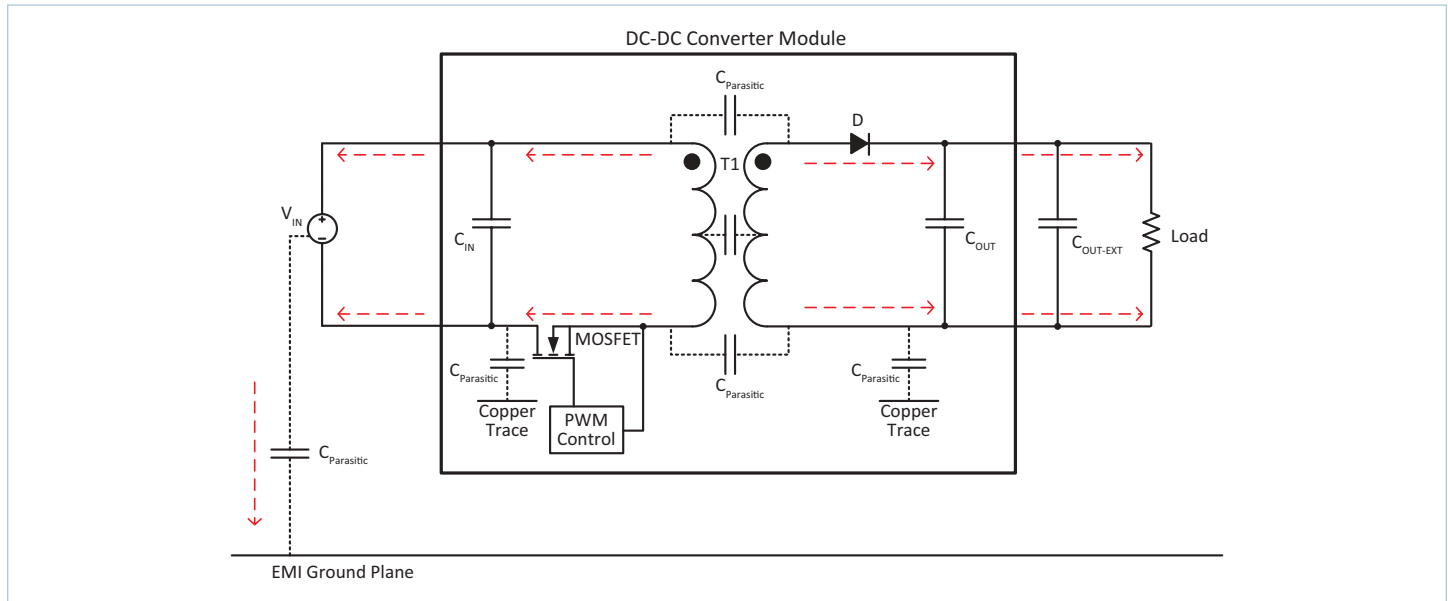 DC-DC Converter Module
CParasitic
D
T1
VIN
+
−
CIN
COUT
COUT-EXT
Load
MOSFET
CParasitic
CParasitic
CParasitic
Copper
Trace
PWM
Control
Copper
Trace
CParasitic
EMI Ground Plane